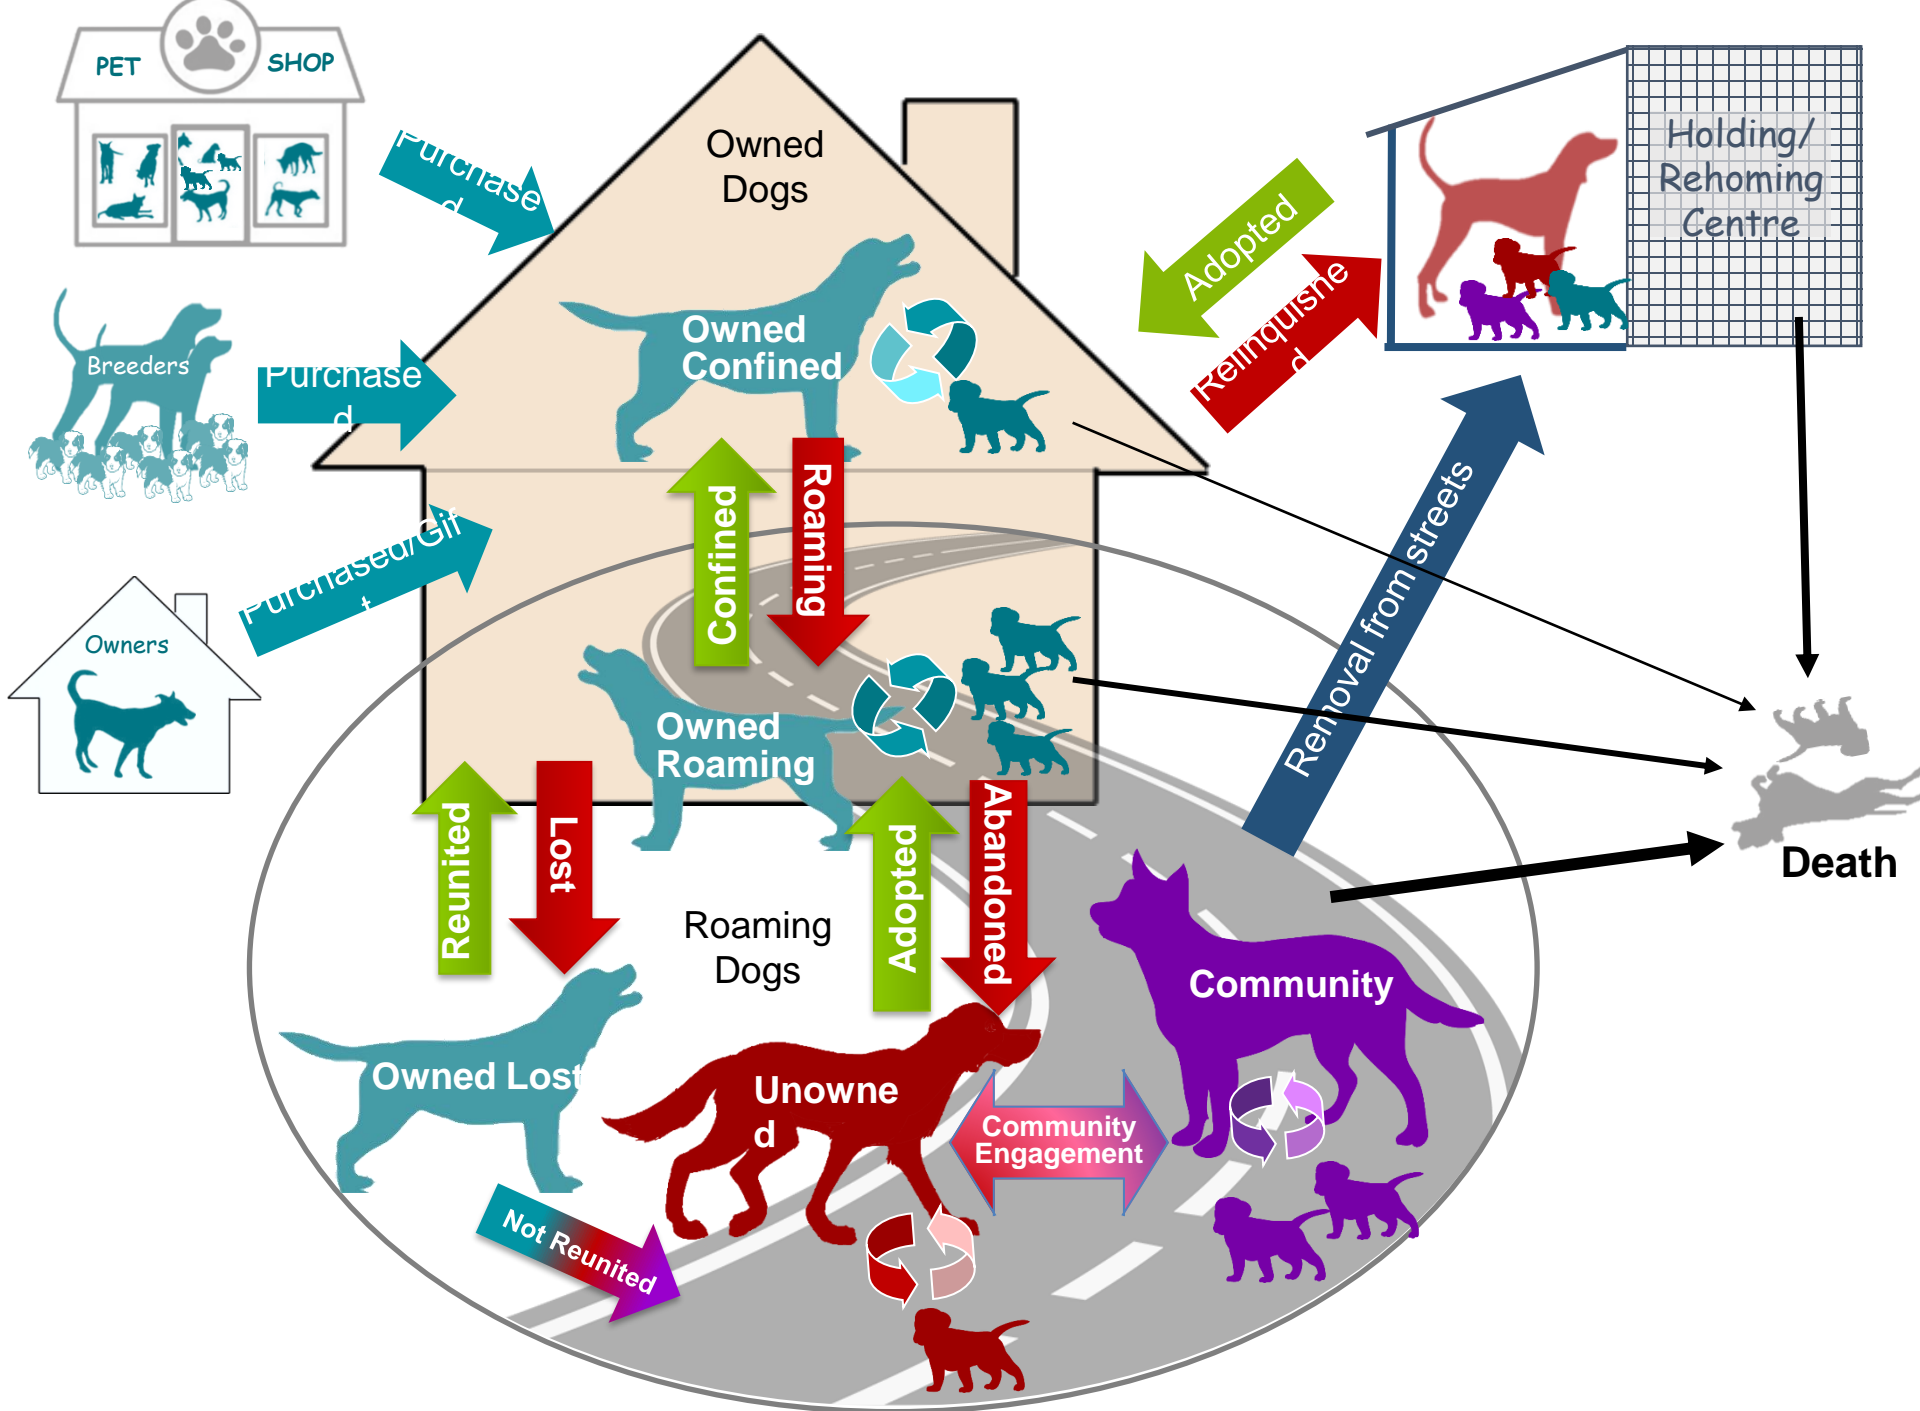 PET SHOP
Purchase
d
Owned
Dogs
Holding/
Rehoming
Centre
Adopted
Relinquishe
d
Breeders
Purchase
d
Owned
Confined
Purchased/Gif
t
Confined
Roaming
Removal from streets
Owners
Owned
Roaming
Reunited
Lost
Adopted
Abandoned
Death
Roaming
Dogs
Community
Owned Lost
Unowne
d
Community
Engagement
Not Reunited